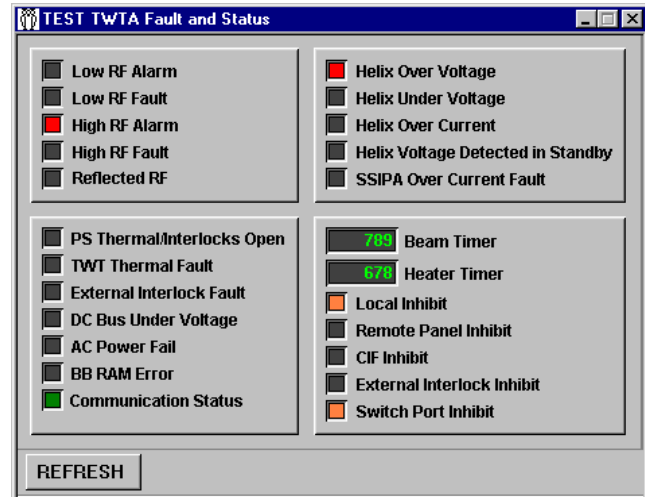 TEST TWTA Fault and Status
Low RF Alarm
Low RF Fault
High RF Alarm
High RF Fault
Reflected RF
Helix Over Voltage
Helix Under Voltage
Helix Over Current
Helix Voltage Detected in Standby
SSIPA Over Current Fault
PS Thermal/Interlocks Open
TWT Thermal Fault
External Interlock Fault
DC Bus Under Voltage
AC Power Fail
BB RAM Error
Communication Status
789 Beam Timer
678 Heater Timer
Local Inhibit
Remote Panel Inhibit
CIF Inhibit
External Interlock Inhibit
Switch Port Inhibit
REFRESH